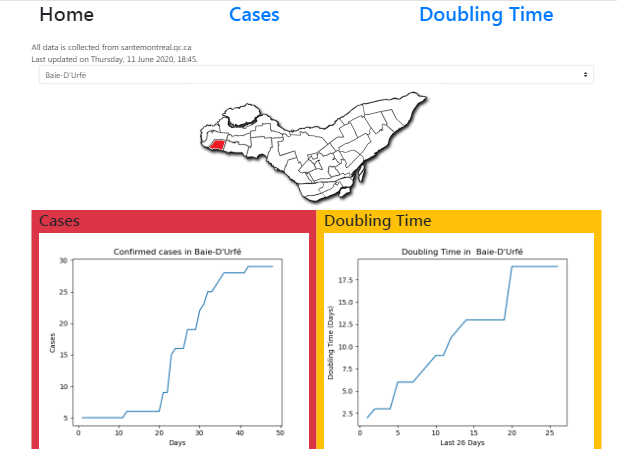 Home Cases Doubling Time
All data is collected from santemontreal.qc.ca
Last updated on Thursday, 11 June 2020, 18:45.
Baie-D'Urfé
Cases
Confirmed cases in Baie-D'Urfé
30
25
20
15
10
5
Cases
0 10 20 30 40 50
Days
Doubling Time
Doubling Time in Baie-D'Urfé
17.5
15.0
12.5
10.0
7.5
5.0
2.5
Doubling Time (Days)
0 5 10 15 20 25
Last 26 Days